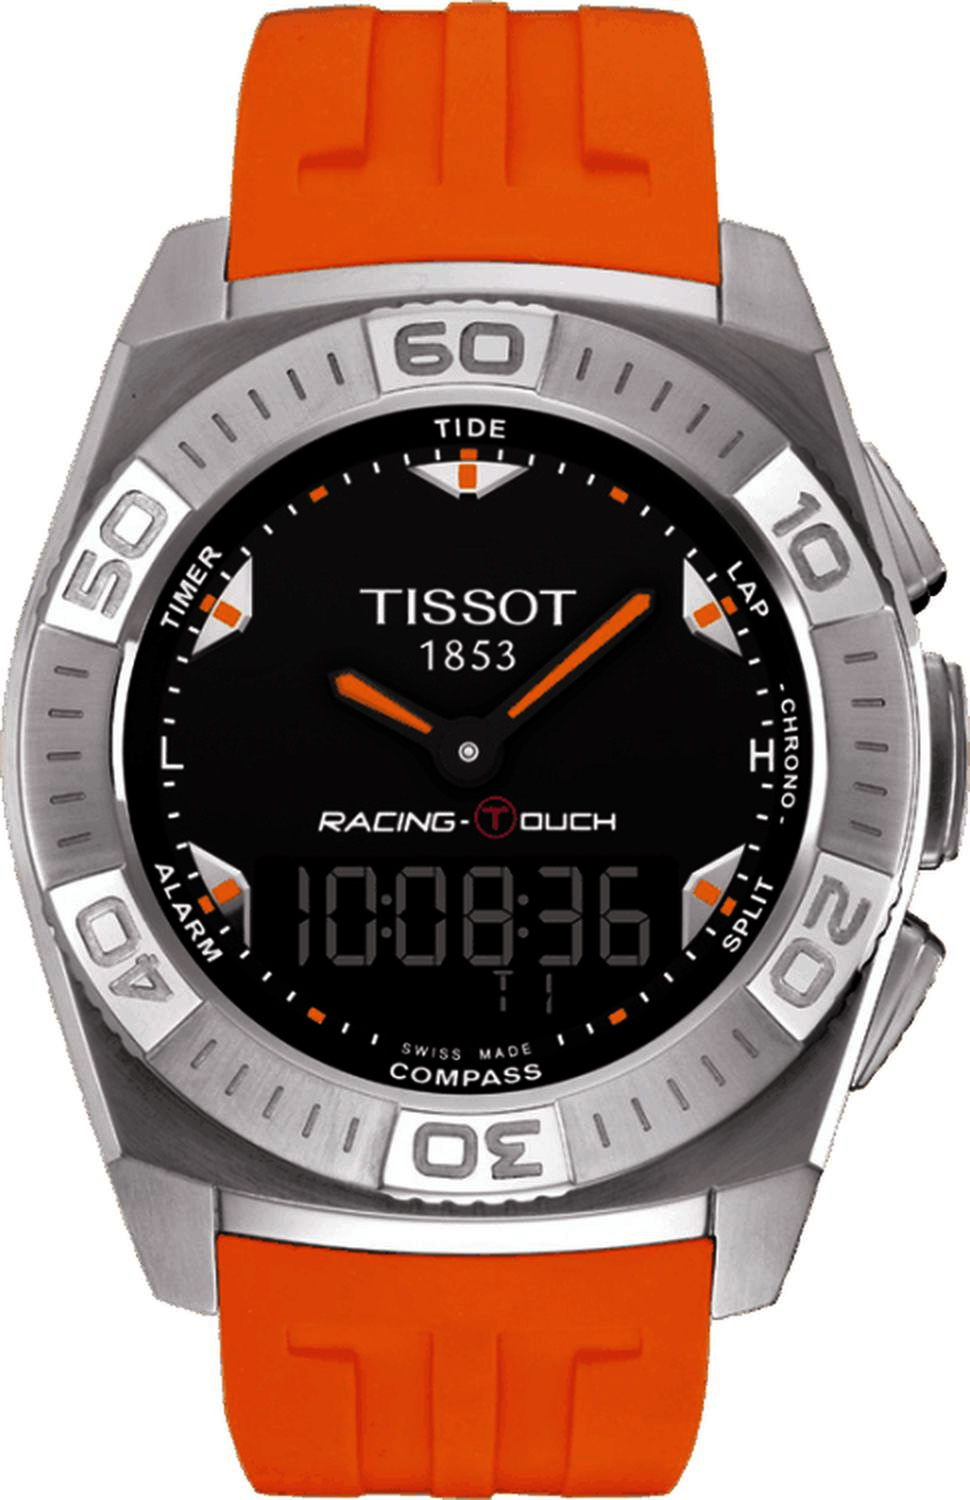 60
TIDE
50
10
TIMER
LAP
TISSOT
1853
-CHRONO-
RACING-TOUCH
ALARM
10:08:36
SPLIT
T1
40
20
SWISS MADE
COMPASS
30